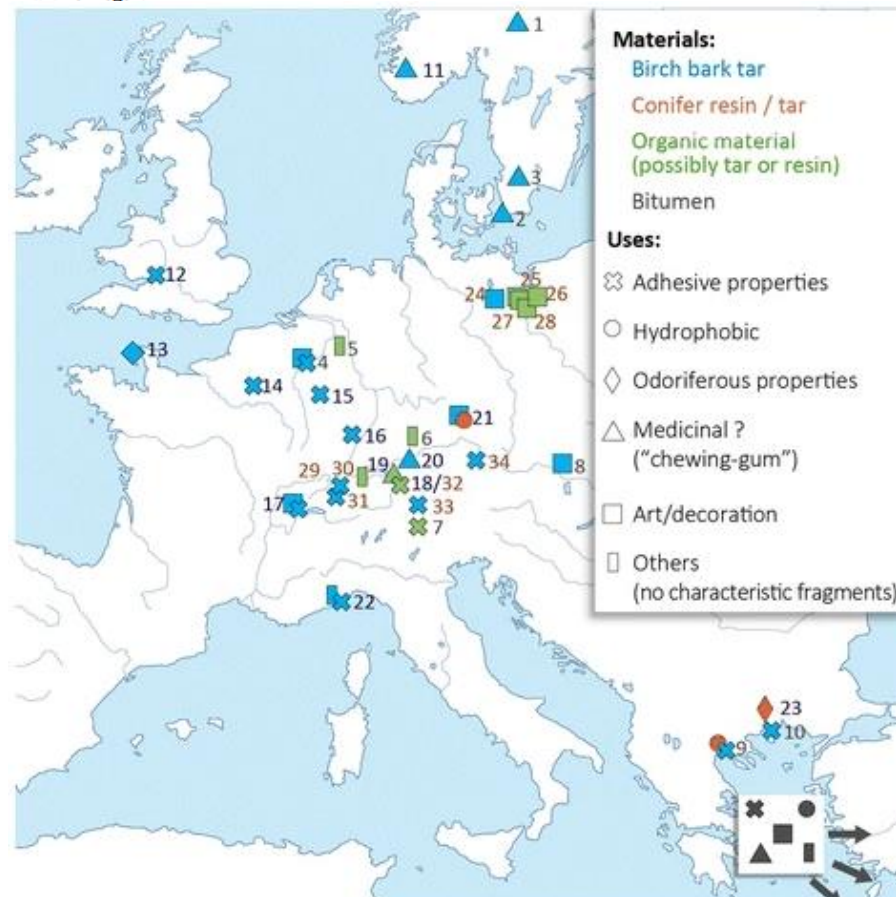 1
11
3
2
12
24
25
26
27
28
13
5
4
14
15
16
6
21
29
30
19
20
34
8
18/32
31
17
33
7
22
23
10
9
Materials:
Birch bark tar
Conifer resin / tar
Organic material
(possibly tar or resin)
Bitumen
Uses:
Adhesive properties
Hydrophobic
Odoriferous properties
Medicinal ?
("chewing-gum")
Art/decoration
Others
(no characteristic fragments)